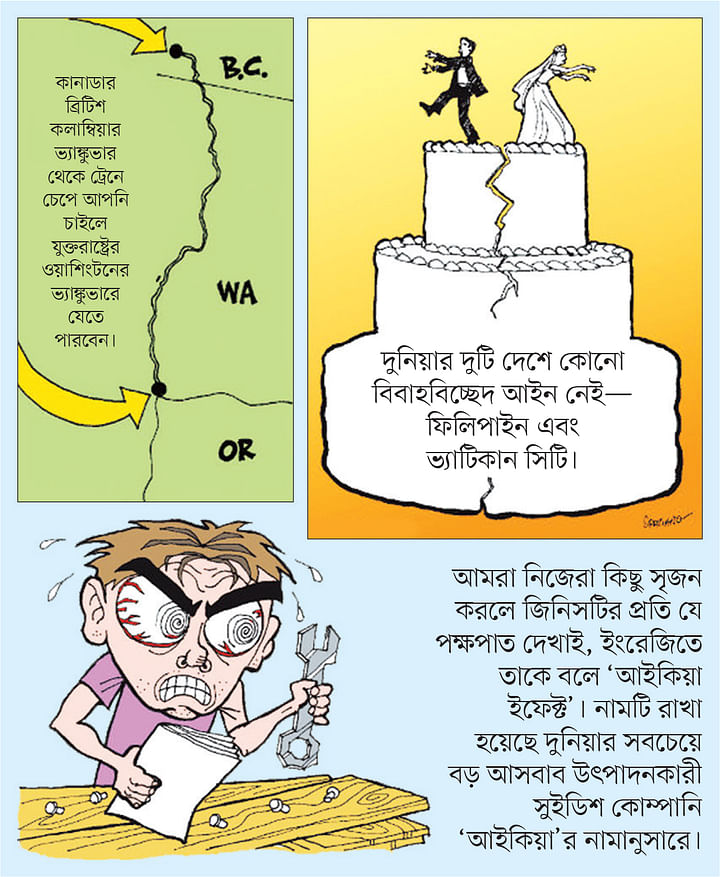 কানাডার
ব্রিটিশ
কলাম্বিয়ার
ভ্যাঙ্কুভার
থেকে ট্রেনে
চেপে আপনি
চাইলে
যুক্তরাষ্ট্রের
ওয়াশিংটনের
ভ্যাঙ্কুভারে
যেতে
পারবেন।
B.C.
WA
OR
দুনিয়ার দুটি দেশে কোনো
বিবাহবিচ্ছেদ আইন নেই—
ফিলিপাইন এবং
ভ্যাটিকান সিটি।
আমরা নিজেরা কিছু সৃজন
করলে জিনিসটির প্রতি যে
পক্ষপাত দেখাই, ইংরেজিতে
তাকে বলে ‘আইকিয়া
ইফেক্ট’। নামটি রাখা
হয়েছে দুনিয়ার সবচেয়ে
বড় আসবাব উৎপাদনকারী
সুইডিশ কোম্পানি
‘আইকিয়া’র নামানুসারে।